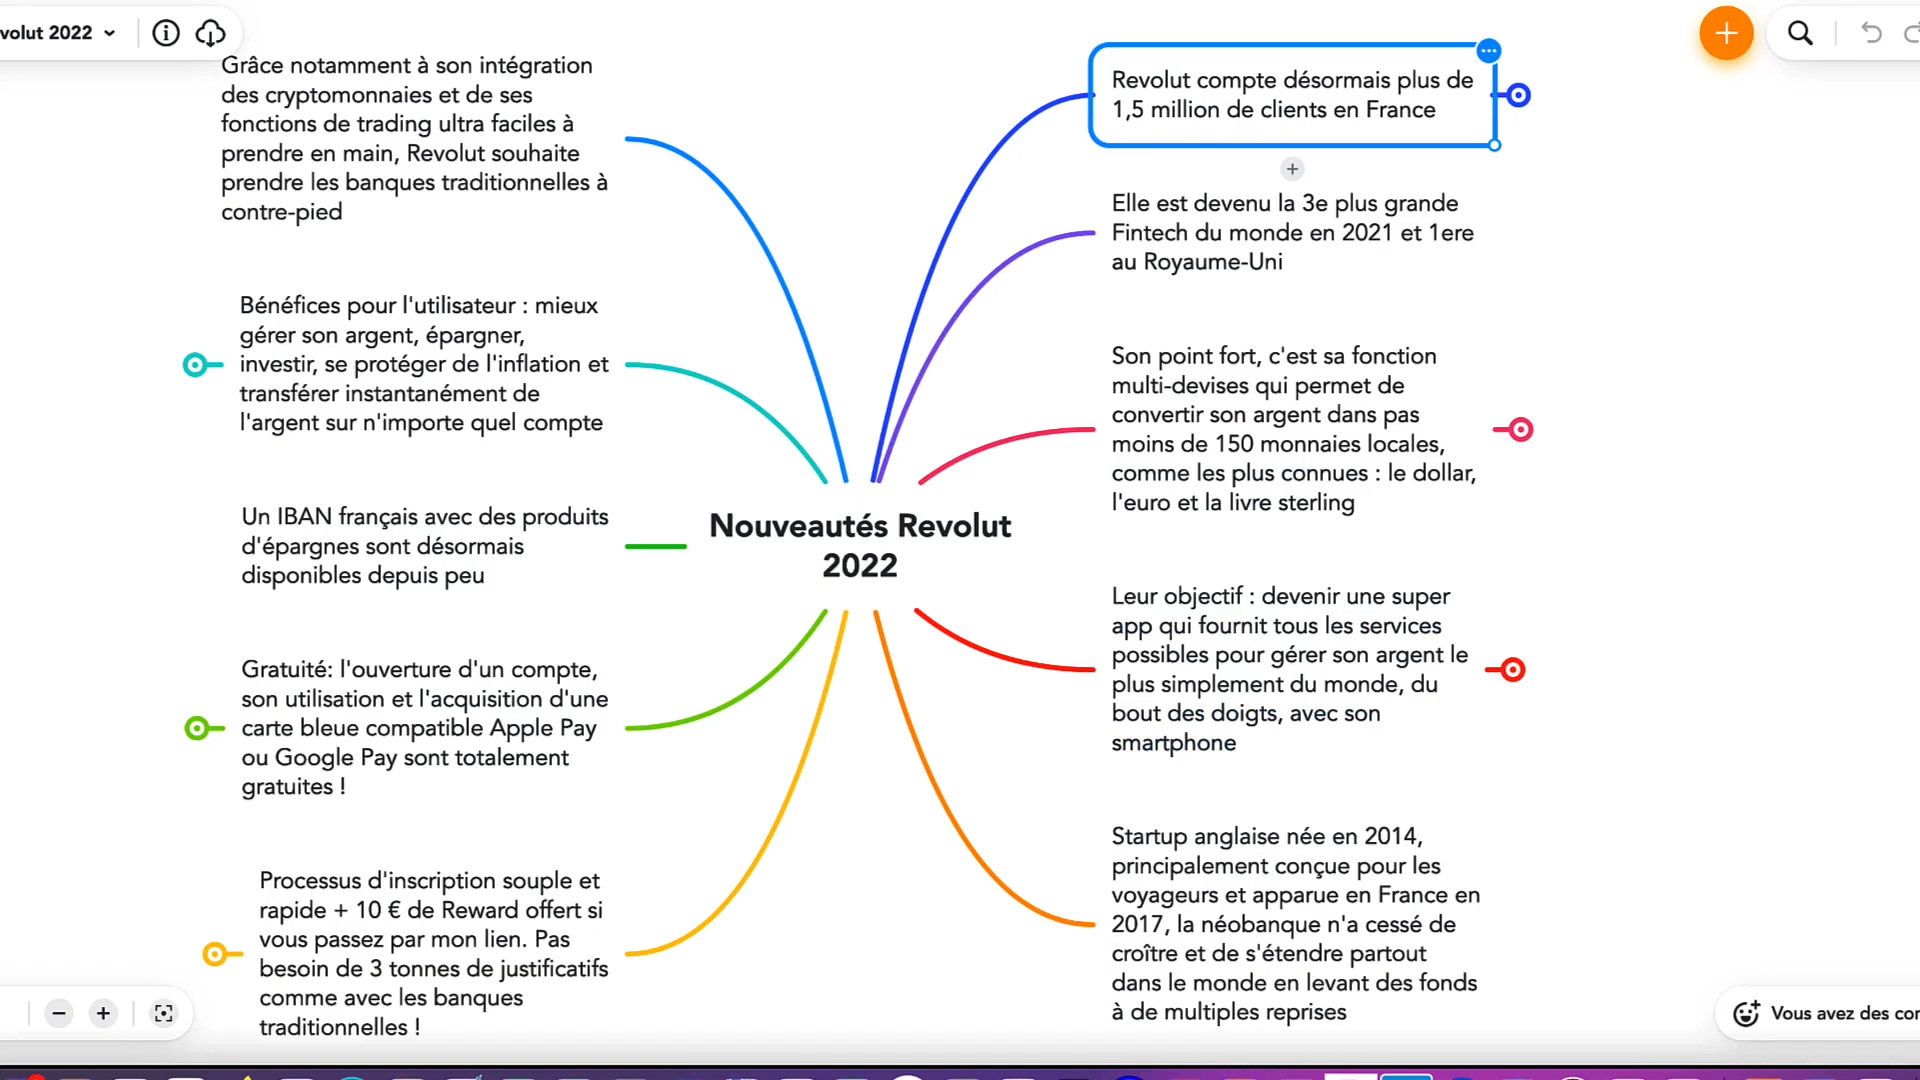 volut 2022
Grâce notamment à son intégration
des cryptomonnaies et de ses
fonctions de trading ultra faciles à
prendre en main, Revolut souhaite
prendre les banques traditionnelles à
contre-pied
Bénéfices pour l'utilisateur : mieux
gérer son argent, épargner,
investir, se protéger de l'inflation et
transférer instantanément de
l'argent sur n'importe quel compte
Un IBAN français avec des produits
d'épargnes sont désormais
disponibles depuis peu
Gratuité: l'ouverture d'un compte,
son utilisation et l'acquisition d'une
carte bleue compatible Apple Pay
ou Google Pay sont totalement
gratuites !
Processus d'inscription souple et
rapide + 10 € de Reward offert si
vous passez par mon lien. Pas
besoin de 3 tonnes de justificatifs
comme avec les banques
traditionnelles !
Nouveautés Revolut
2022
Revolut compte désormais plus de
1,5 million de clients en France
Elle est devenu la 3e plus grande
Fintech du monde en 2021 et 1ere
au Royaume-Uni
Son point fort, c'est sa fonction
multi-devises qui permet de
convertir son argent dans pas
moins de 150 monnaies locales,
comme les plus connues : le dollar,
l'euro et la livre sterling
Leur objectif : devenir une super
app qui fournit tous les services
possibles pour gérer son argent le
plus simplement du monde, du
bout des doigts, avec son
smartphone
Startup anglaise née en 2014,
principalement conçue pour les
voyageurs et apparue en France en
2017, la néobanque n'a cessé de
croître et de s'étendre partout
dans le monde en levant des fonds
à de multiples reprises
Vous avez des con